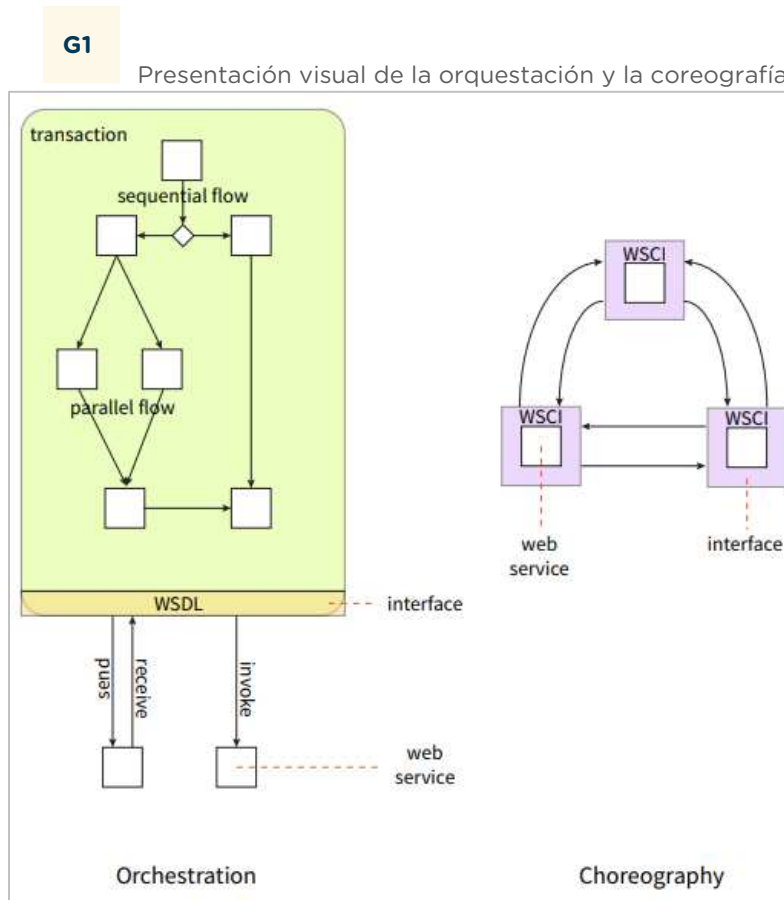 G1
Presentación visual de la orquestación y la coreografía
transaction
sequential flow
parallel flow
WSDL
interface
send
receive
invoke
web
service
Orchestration
WSCI
WSCI
WSCI
web
service
interface
Choreography